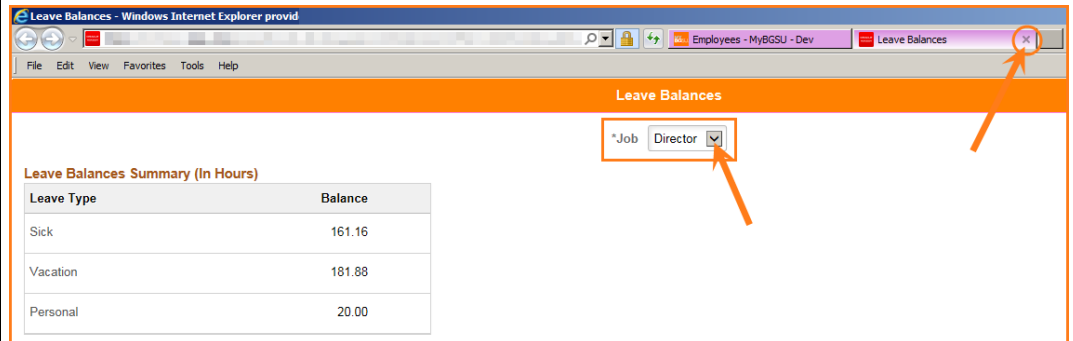 Leave Balances - Windows Internet Explorer provid
Employees - MyBGSU - Dev
Leave Balances
File Edit View Favorites Tools Help
Leave Balances
*Job Director
Leave Balances Summary (In Hours)
Leave Type Balance
Sick 161.16
Vacation 181.88
Personal 20.00